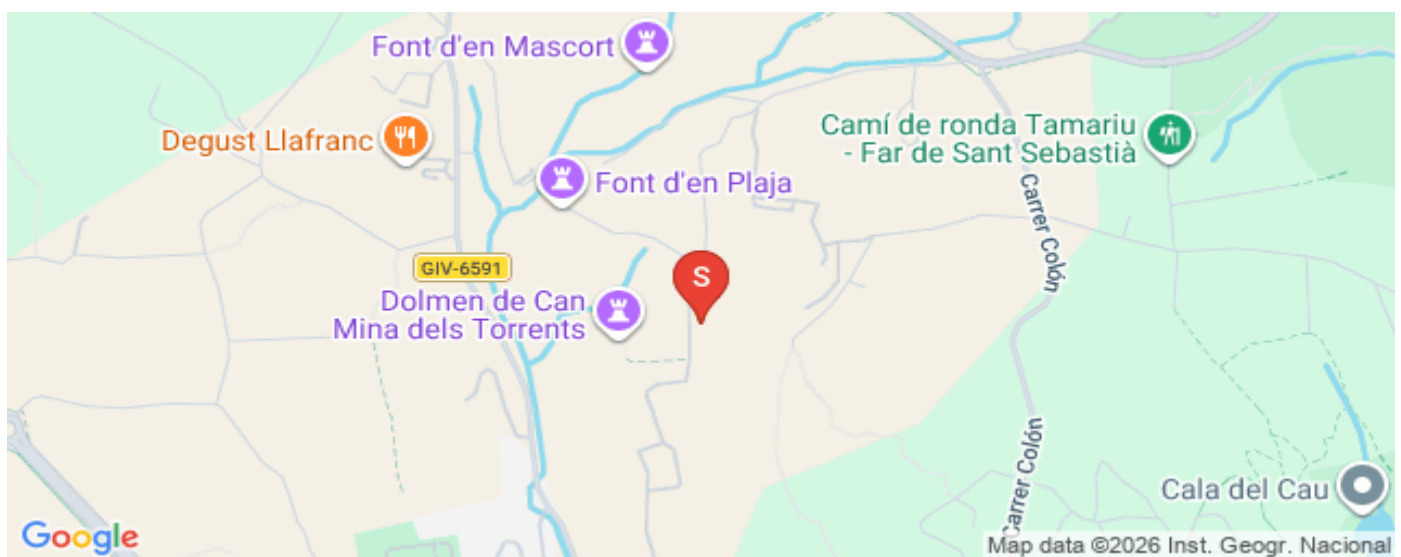 Font d'en Mascort
Degust Llafranc
Camí de ronda Tamariu
- Far de Sant Sebastià
Font d'en Plaja
Carrer Colón
GIV-6591
S
Dolmen de Can
Mina dels Torrents
Carrer Colón
Cala del Cau
Google
Map data ©2026 Inst. Geogr. Nacional